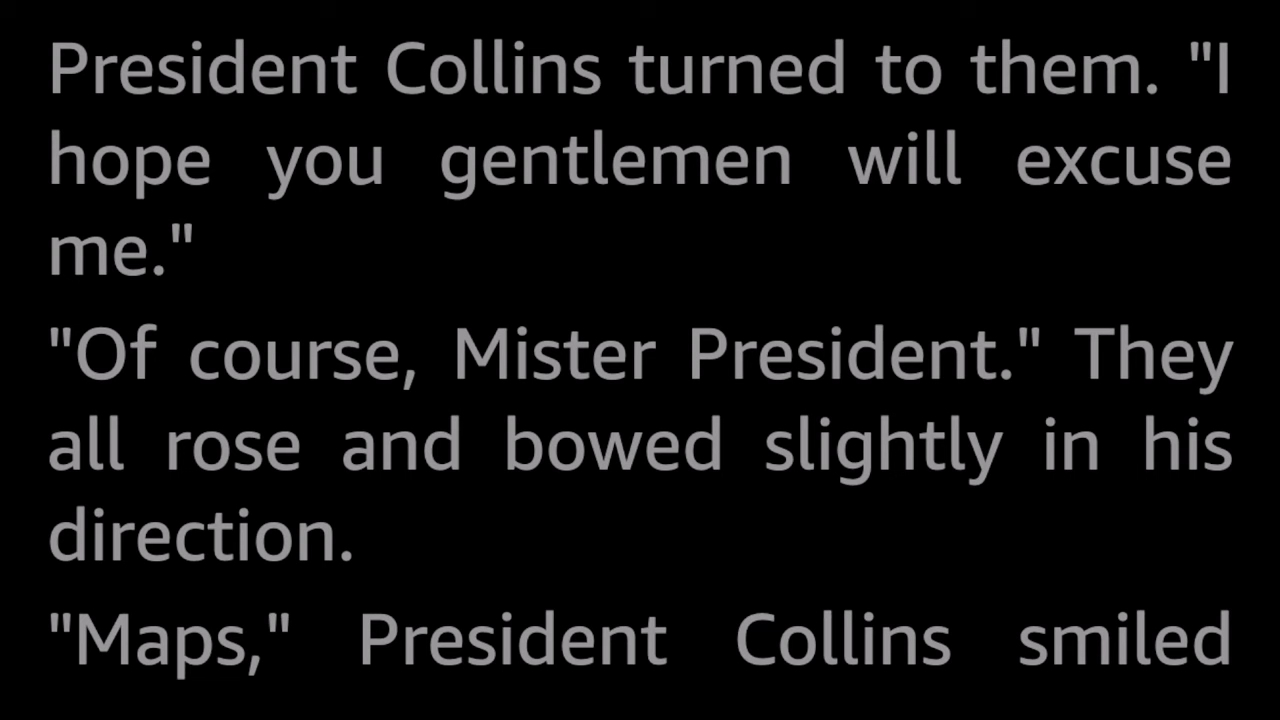 President Collins turned to them. "I
hope you gentlemen will excuse
me."
"Of course, Mister President." They
all rose and bowed slightly in his
direction.
"Maps," President Collins smiled